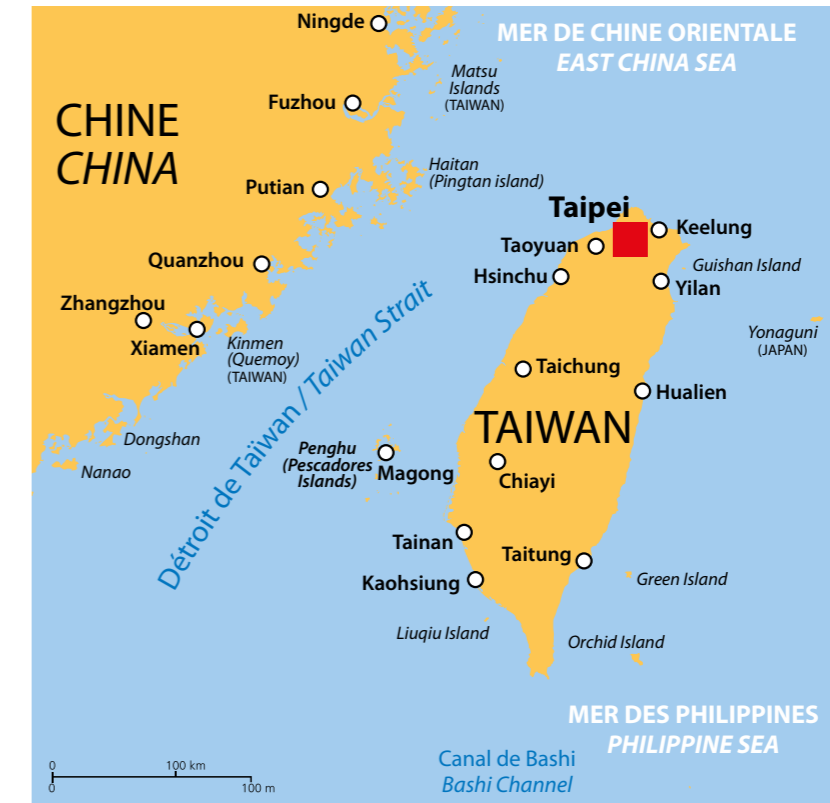 Ningde
MER DE CHINE ORIENTALE
EAST CHINA SEA
Matsu
Islands
(TAIWAN)
Fuzhou
CHINE
CHINA
Haitan
(Pingtan island)
Putian
Taipei
Keelung
Taoyuan
Quanzhou
Guishan Island
Hsinchu
Yilan
Zhangzhou
Xiamen
Kinmen
(Quemoy)
(TAIWAN)
Yonaguni
(JAPAN)
Détroit de Taïwan / Taiwan Strait
Taichung
Hualien
TAIWAN
Dongshan
Nanao
Penghu
(Pescadores
Islands)
Magong
Chiayi
Tainan
Taitung
Kaohsiung
Green Island
Liuqiu Island
Orchid Island
MER DES PHILIPPINES
PHILIPPINE SEA
Canal de Bashi
Bashi Channel
0 100 km
0 100 m